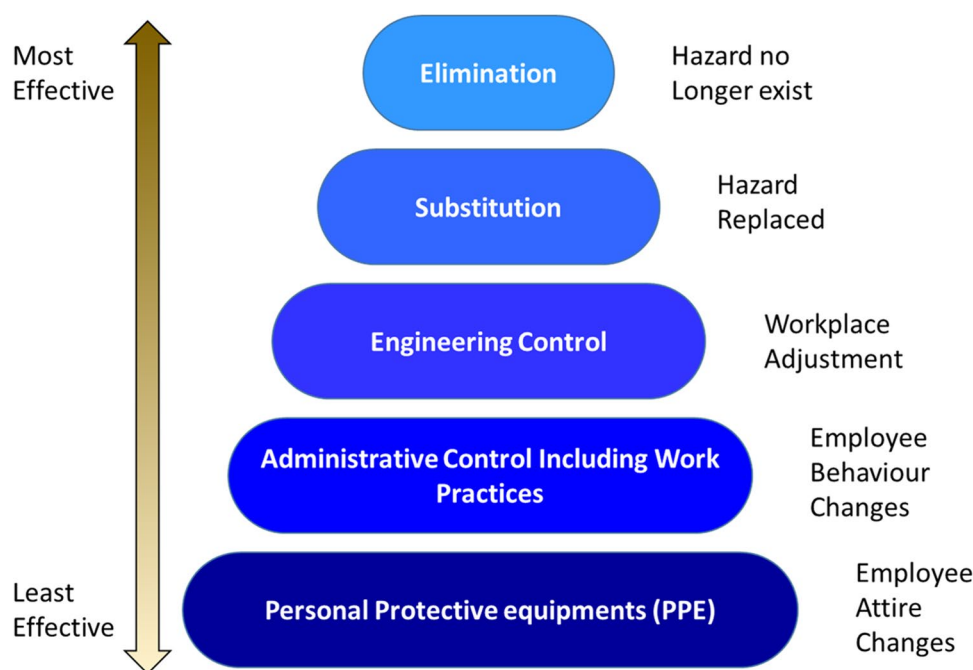 Most
Effective
Elimination
Hazard no
Longer exist
Substitution
Hazard
Replaced
Engineering Control
Workplace
Adjustment
Administrative Control Including Work
Practices
Employee
Behaviour
Changes
Least
Effective
Personal Protective equipments (PPE)
Employee
Attire
Changes